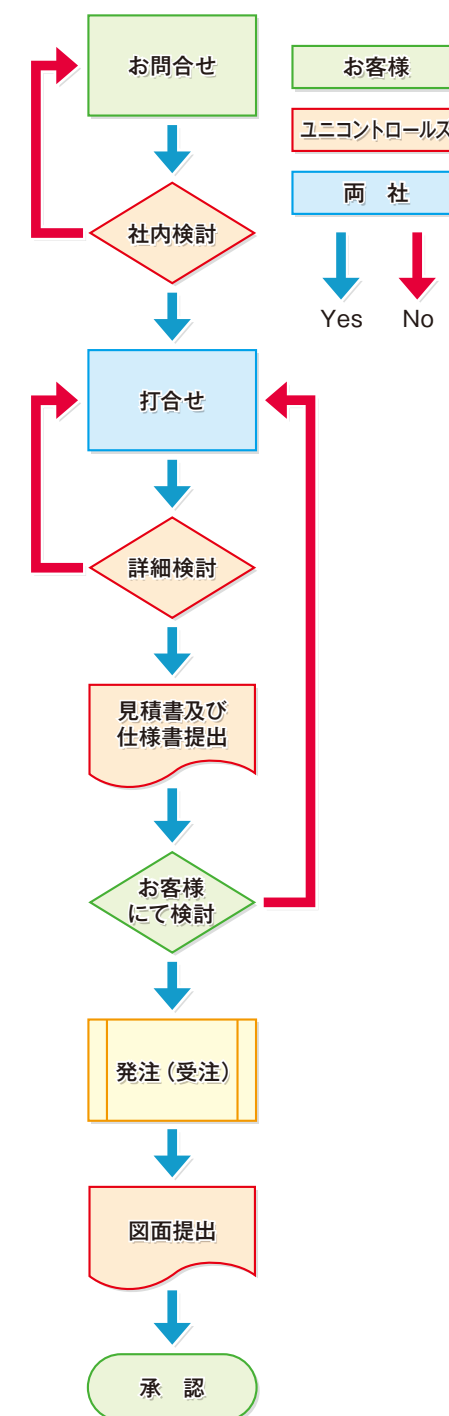 お問合せ
お客様
ユニコントロールズ
社内検討
両　社
Yes
No
打合せ
詳細検討
見積書及び
仕様書提出
お客様
にて検討
発注（受注）
図面提出
承　認